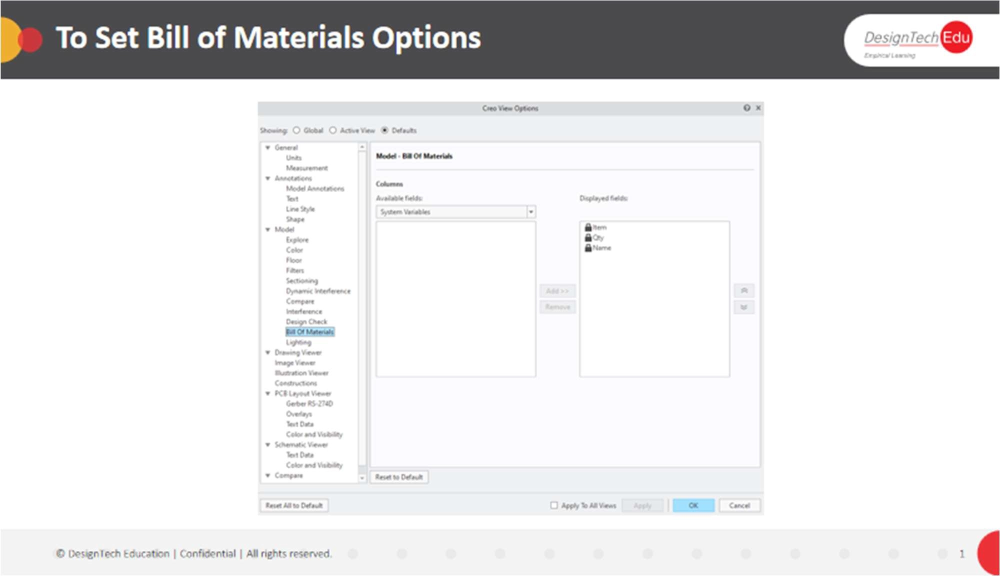 To Set Bill of Materials Options
DesignTech Edu
Empirical Learning
Creo View Options
Showing: Global Active View Defaults
General
Units
Measurement
Annotations
Model Annotations
Text
Line Style
Shape
Model
Explore
Color
Floor
Filters
Sectioning
Dynamic Interference
Compare
Interference
Design Check
Bill Of Materials
Lighting
Drawing Viewer
Image Viewer
Illustration Viewer
Constructions
PCB Layout Viewer
Gerber RS-274D
Overlays
Text Data
Color and Visibility
Schematic Viewer
Text Data
Color and Visibility
Compare
Model - Bill Of Materials
Columns
Available fields:
System Variables
Add >>
Remove
Displayed fields:
Item
Qty
Name
Reset to Default
Reset All to Default
Apply To All Views
Apply
OK
Cancel
© DesignTech Education | Confidential | All rights reserved.
1